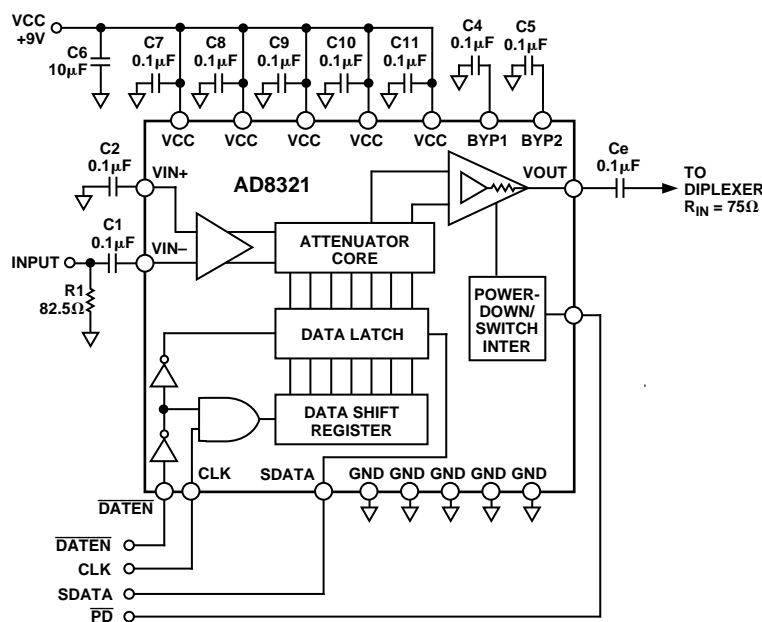 VCC
+9V
C6
10µF
C7
0.1µF
C8
0.1µF
C9
0.1µF
C10
0.1µF
C11
0.1µF
C4
0.1µF
C5
0.1µF
VCC
VCC
VCC
VCC
VCC
BYP1
BYP2
C2
0.1µF
VIN+
AD8321
VOUT
Ce
0.1µF
TO
DIPLEXER
R_IN = 75Ω
C1
0.1µF
INPUT
VIN–
R1
82.5Ω
ATTENUATOR
CORE
POWER-
DOWN/
SWITCH
INTER
DATA LATCH
DATA SHIFT
REGISTER
DATEN
CLK
SDATA
GND
GND
GND
GND
GND
DATEN
CLK
SDATA
PD